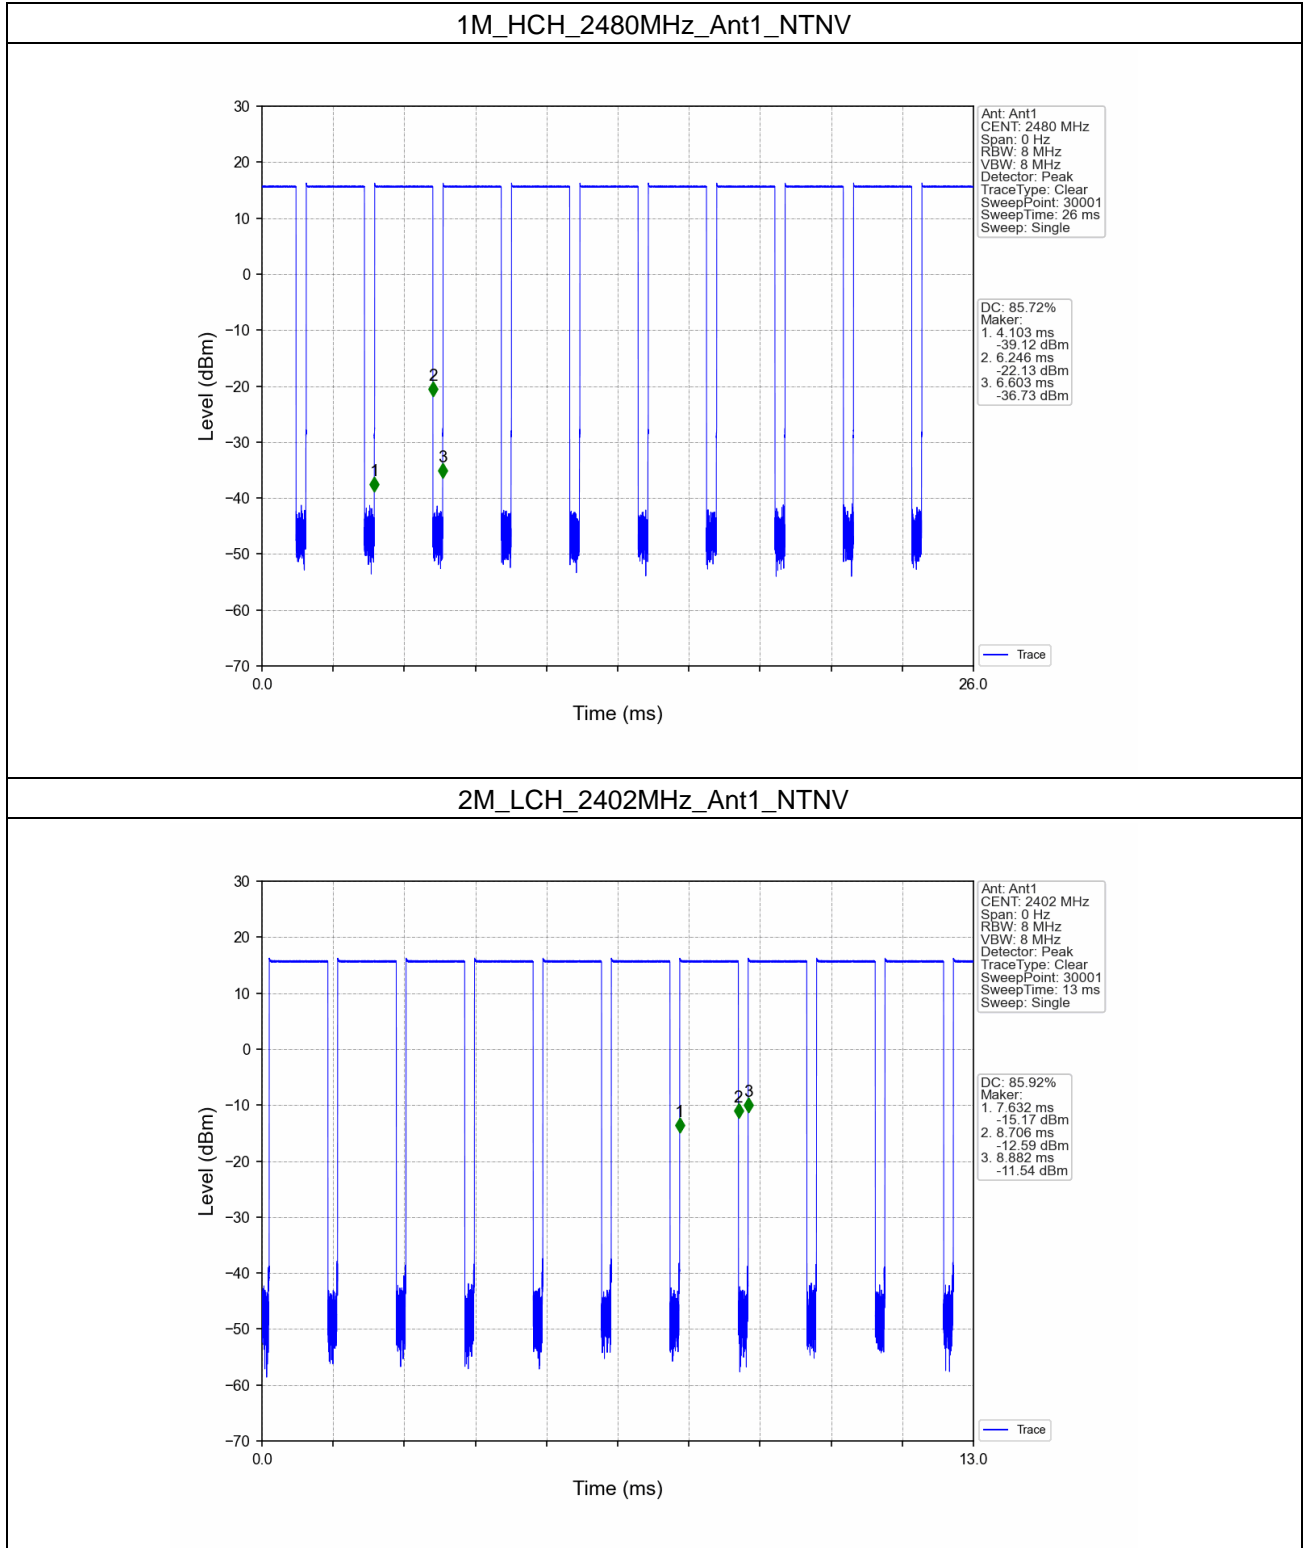 1M_HCH_2480MHz_Ant1_NTNV
30
20
10
0
−10
−20
−30
−40
−50
−60
−70
Level (dBm)
1
2
3
0.0
26.0
Time (ms)
Ant: Ant1
CENT: 2480 MHz
Span: 0 Hz
RBW: 8 MHz
VBW: 8 MHz
Detector: Peak
TraceType: Clear
SweepPoint: 30001
SweepTime: 26 ms
Sweep: Single
DC: 85.72%
Maker:
1. 4.103 ms
-39.12 dBm
2. 6.246 ms
-22.13 dBm
3. 6.603 ms
-36.73 dBm
Trace
2M_LCH_2402MHz_Ant1_NTNV
30
20
10
0
−10
−20
−30
−40
−50
−60
−70
Level (dBm)
1
2
3
0.0
13.0
Time (ms)
Ant: Ant1
CENT: 2402 MHz
Span: 0 Hz
RBW: 8 MHz
VBW: 8 MHz
Detector: Peak
TraceType: Clear
SweepPoint: 30001
SweepTime: 13 ms
Sweep: Single
DC: 85.92%
Maker:
1. 7.632 ms
-15.17 dBm
2. 8.706 ms
-12.59 dBm
3. 8.882 ms
-11.54 dBm
Trace